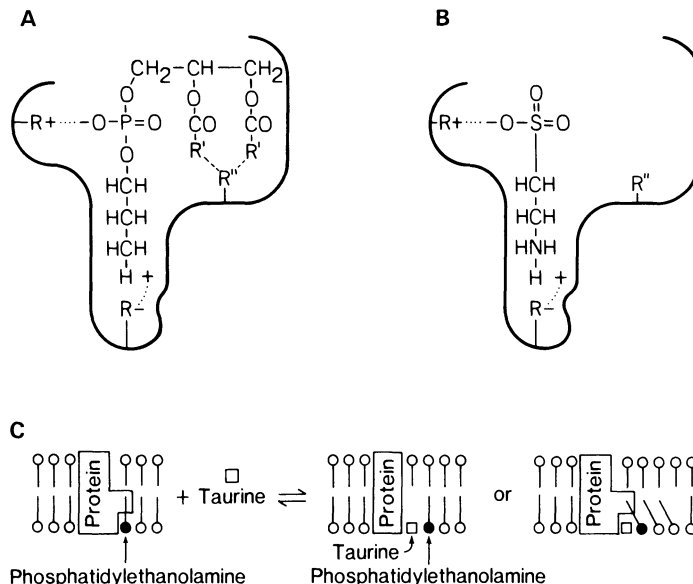 A
B
CH2–CH–CH2
O O O
R+ ····· –O–P=O CO CO
O R' R'
R"
HCH
HCH
HCH
H +
R–
O
R+ ····· –O–S=O
HCH
HCH
HNH
H +
R–
R"
C
Protein
+ Taurine ⇌
Protein
or
Protein
Taurine
Phosphatidylethanolamine
Phosphatidylethanolamine